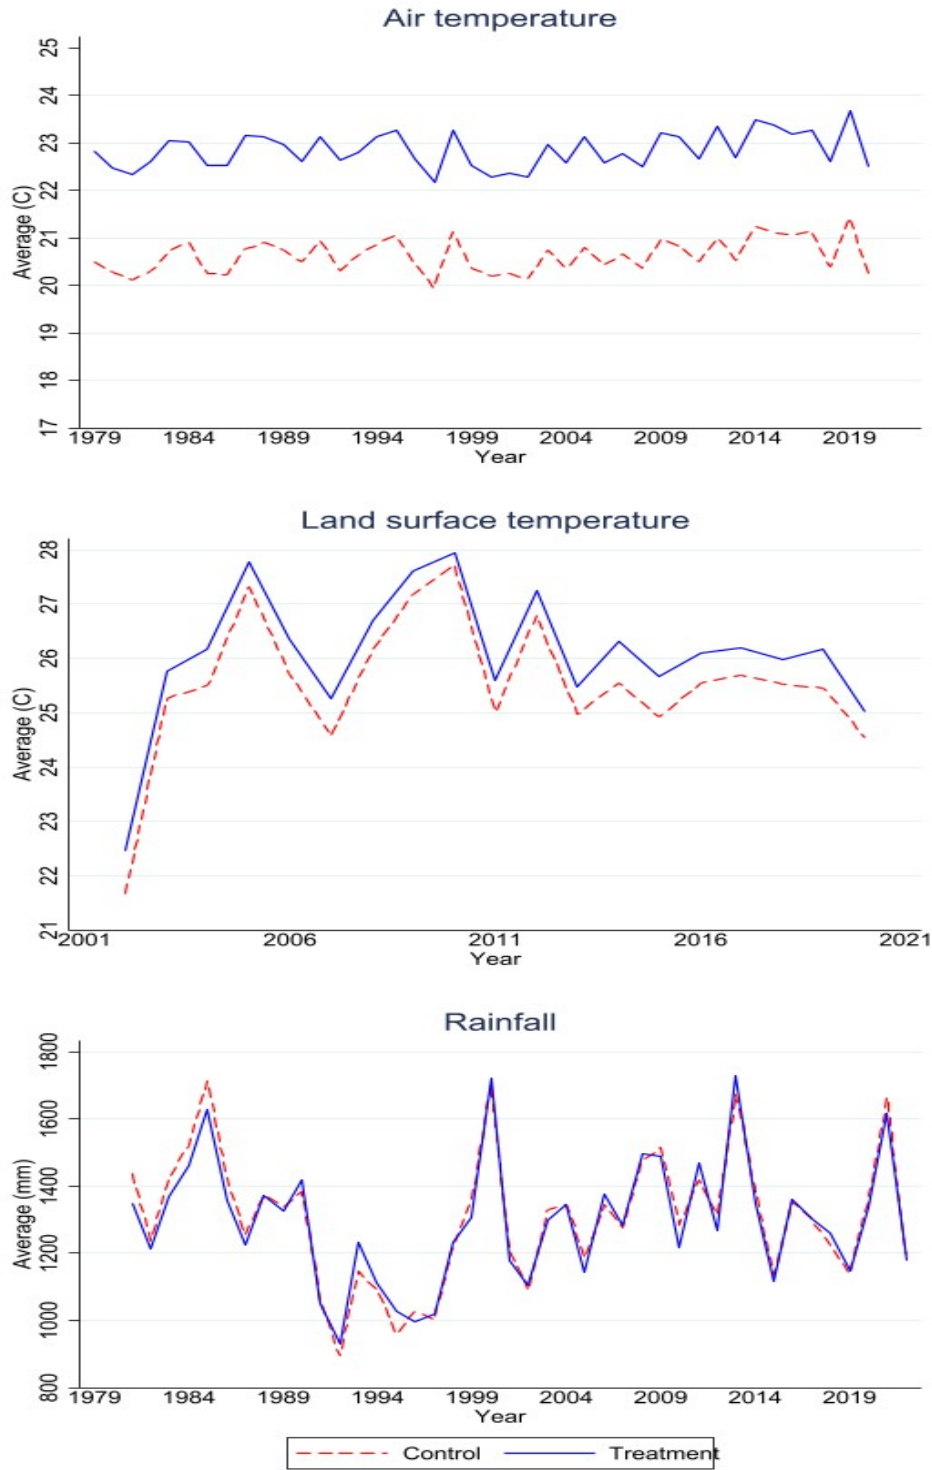 Air temperature
25
24
23
22
21
20
19
18
17
Average (C)
1979 1984 1989 1994 1999 2004 2009 2014 2019
Year
Land surface temperature
28
27
26
25
24
23
22
21
Average (C)
2001 2006 2011 2016 2021
Year
Rainfall
1800
1600
1400
1200
1000
800
Average (mm)
1979 1984 1989 1994 1999 2004 2009 2014 2019
Year
Control Treatment